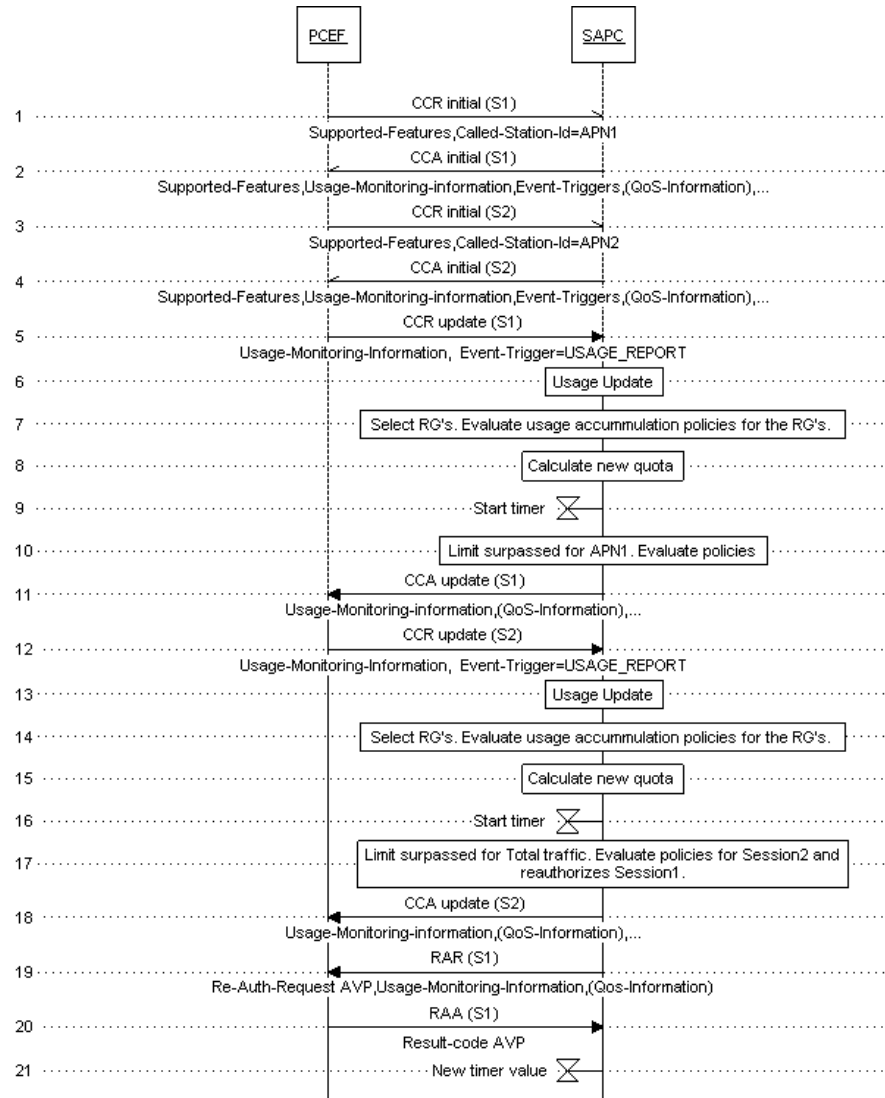 PCEF
SAPC
CCR initial (S1)
1
Supported-Features,Called-Station-Id=APN1
CCA initial (S1)
2
Supported-Features,Usage-Monitoring-information,Event-Triggers,(QoS-Information),...
CCR initial (S2)
3
Supported-Features,Called-Station-Id=APN2
CCA initial (S2)
4
Supported-Features,Usage-Monitoring-information,Event-Triggers,(QoS-Information),...
CCR update (S1)
5
Usage-Monitoring-Information, Event-Trigger=USAGE_REPORT
6 Usage Update
7 Select RG's. Evaluate usage accummulation policies for the RG's.
8 Calculate new quota
9 Start timer
10 Limit surpassed for APN1. Evaluate policies
CCA update (S1)
11
Usage-Monitoring-information,(QoS-Information),...
CCR update (S2)
12
Usage-Monitoring-Information, Event-Trigger=USAGE_REPORT
13 Usage Update
14 Select RG's. Evaluate usage accummulation policies for the RG's.
15 Calculate new quota
16 Start timer
Limit surpassed for Total traffic. Evaluate policies for Session2 and
17
reauthorizes Session1.
CCA update (S2)
18
Usage-Monitoring-information,(QoS-Information),...
RAR (S1)
19
Re-Auth-Request AVP,Usage-Monitoring-Information,(Qos-Information)
RAA (S1)
20
Result-code AVP
21 New timer value